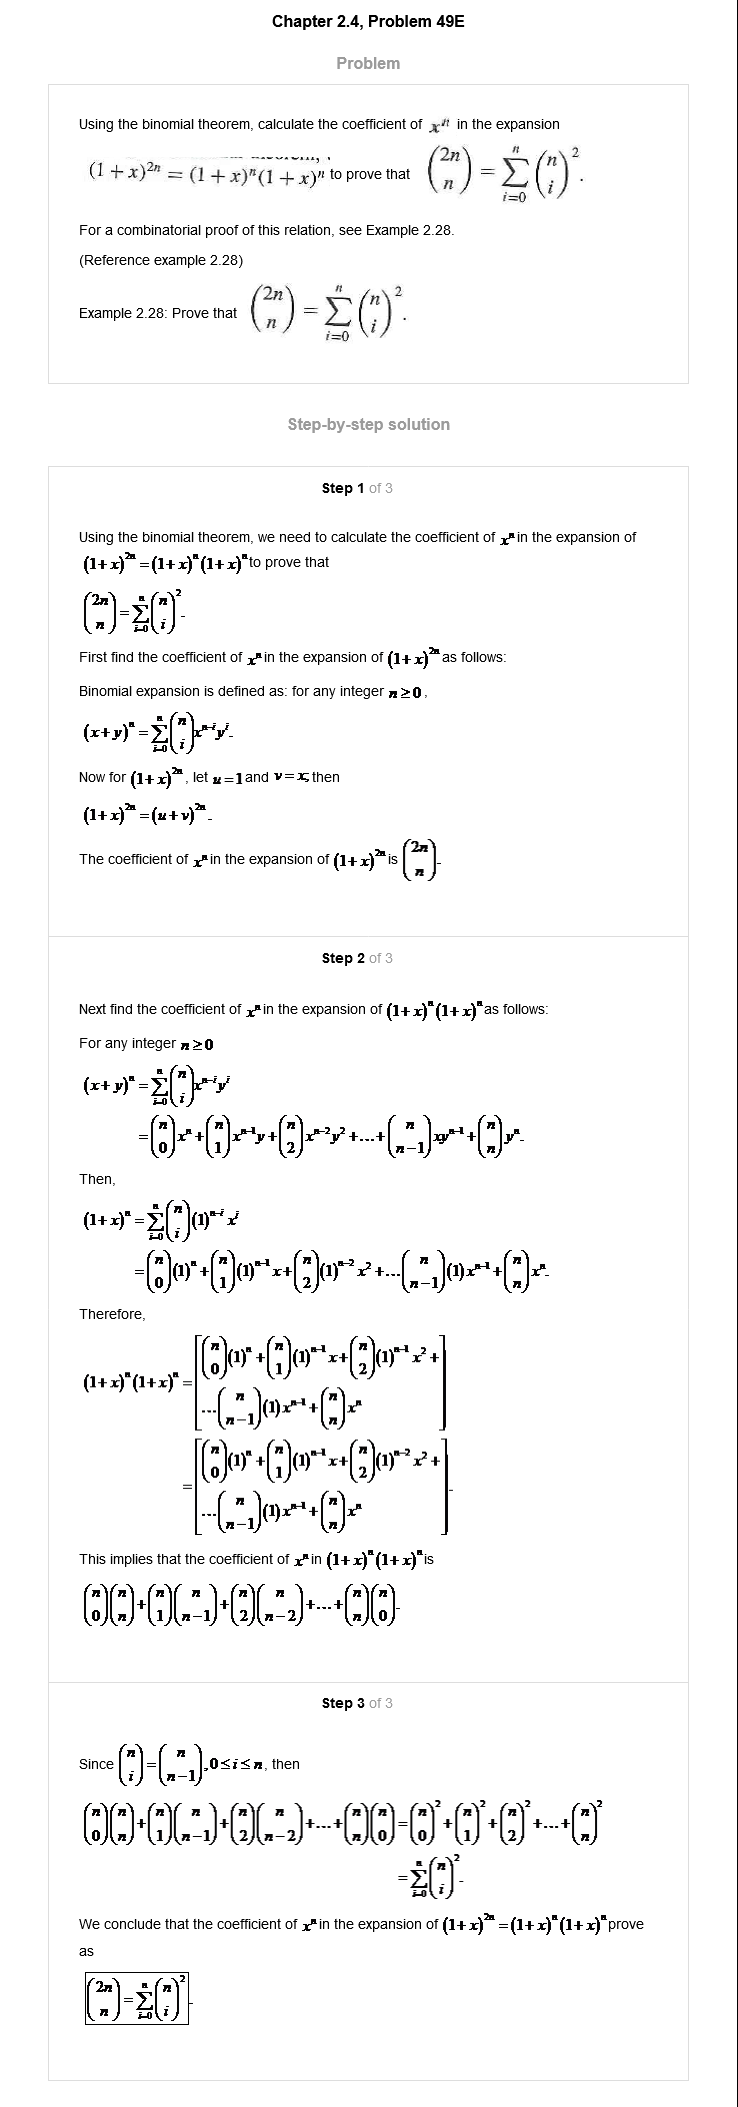 Chapter 2.4, Problem 49E
Problem
Using the binomial theorem, calculate the coefficient of x^n in the expansion
(1 + x)^{2n} = (1 + x)^n (1 + x)^n to prove that \binom{2n}{n} = \sum_{i=0}^{n} \binom{n}{i}^2.
For a combinatorial proof of this relation, see Example 2.28.
(Reference example 2.28)
Example 2.28: Prove that \binom{2n}{n} = \sum_{i=0}^{n} \binom{n}{i}^2.
Step-by-step solution
Step 1 of 3
Using the binomial theorem, we need to calculate the coefficient of x^n in the expansion of
(1+x)^{2n} = (1+x)^n (1+x)^n to prove that
\binom{2n}{n} = \sum_{i=0}^{n} \binom{n}{i}^2.
First find the coefficient of x^n in the expansion of (1+x)^{2n} as follows:
Binomial expansion is defined as: for any integer n≥0,
(x+y)^n = \sum_{i=0}^{n} \binom{n}{i} x^{n-i} y^i.
Now for (1+x)^{2n}, let u=1 and v=x; then
(1+x)^{2n} = (u+v)^{2n}.
The coefficient of x^n in the expansion of (1+x)^{2n} is \binom{2n}{n}.
Step 2 of 3
Next find the coefficient of x^n in the expansion of (1+x)^n (1+x)^n as follows:
For any integer n≥0
(x+y)^n = \sum_{i=0}^{n} \binom{n}{i} x^{n-i} y^i
= \binom{n}{0} x^n + \binom{n}{1} x^{n-1} y + \binom{n}{2} x^{n-2} y^2 + ... + \binom{n}{n-1} x y^{n-1} + \binom{n}{n} y^n.
Then,
(1+x)^n = \sum_{i=0}^{n} \binom{n}{i} (1)^{n-i} x^i
= \binom{n}{0} (1)^n + \binom{n}{1} (1)^{n-1} x + \binom{n}{2} (1)^{n-2} x^2 + ... \binom{n}{n-1} (1) x^{n-1} + \binom{n}{n} x^n.
Therefore,
(1+x)^n (1+x)^n = [\binom{n}{0} (1)^n + \binom{n}{1} (1)^{n-1} x + \binom{n}{2} (1)^{n-1} x^2 +
... \binom{n}{n-1} (1) x^{n-1} + \binom{n}{n} x^n]
= [\binom{n}{0} (1)^n + \binom{n}{1} (1)^{n-1} x + \binom{n}{2} (1)^{n-2} x^2 +
... \binom{n}{n-1} (1) x^{n-1} + \binom{n}{n} x^n].
This implies that the coefficient of x^n in (1+x)^n (1+x)^n is
\binom{n}{0} \binom{n}{n} + \binom{n}{1} \binom{n}{n-1} + \binom{n}{2} \binom{n}{n-2} + ... + \binom{n}{n} \binom{n}{0}.
Step 3 of 3
Since \binom{n}{i} = \binom{n}{n-1}, 0≤i≤n, then
\binom{n}{0} \binom{n}{n} + \binom{n}{1} \binom{n}{n-1} + \binom{n}{2} \binom{n}{n-2} + ... + \binom{n}{n} \binom{n}{0} = \binom{n}{0}^2 + \binom{n}{1}^2 + \binom{n}{2}^2 + ... + \binom{n}{n}^2
= \sum_{i=0}^{n} \binom{n}{i}^2.
We conclude that the coefficient of x^n in the expansion of (1+x)^{2n} = (1+x)^n (1+x)^n prove
as
\binom{2n}{n} = \sum_{i=0}^{n} \binom{n}{i}^2.